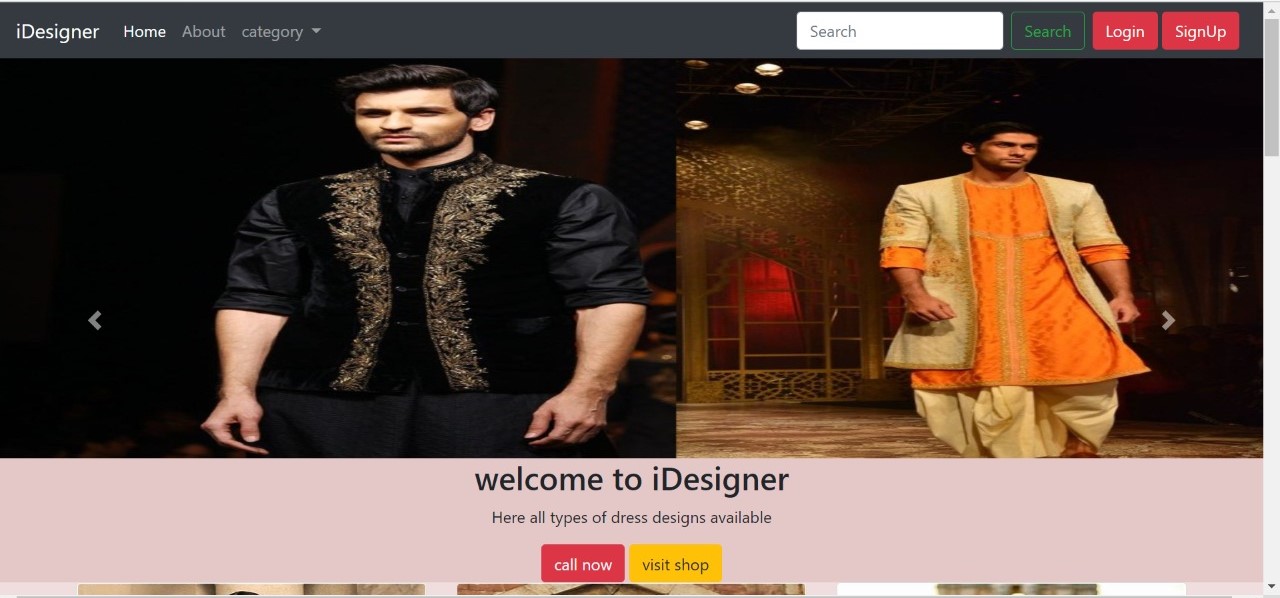 iDesigner Home About category Search Search Login SignUp
welcome to iDesigner
Here all types of dress designs available
call now visit shop